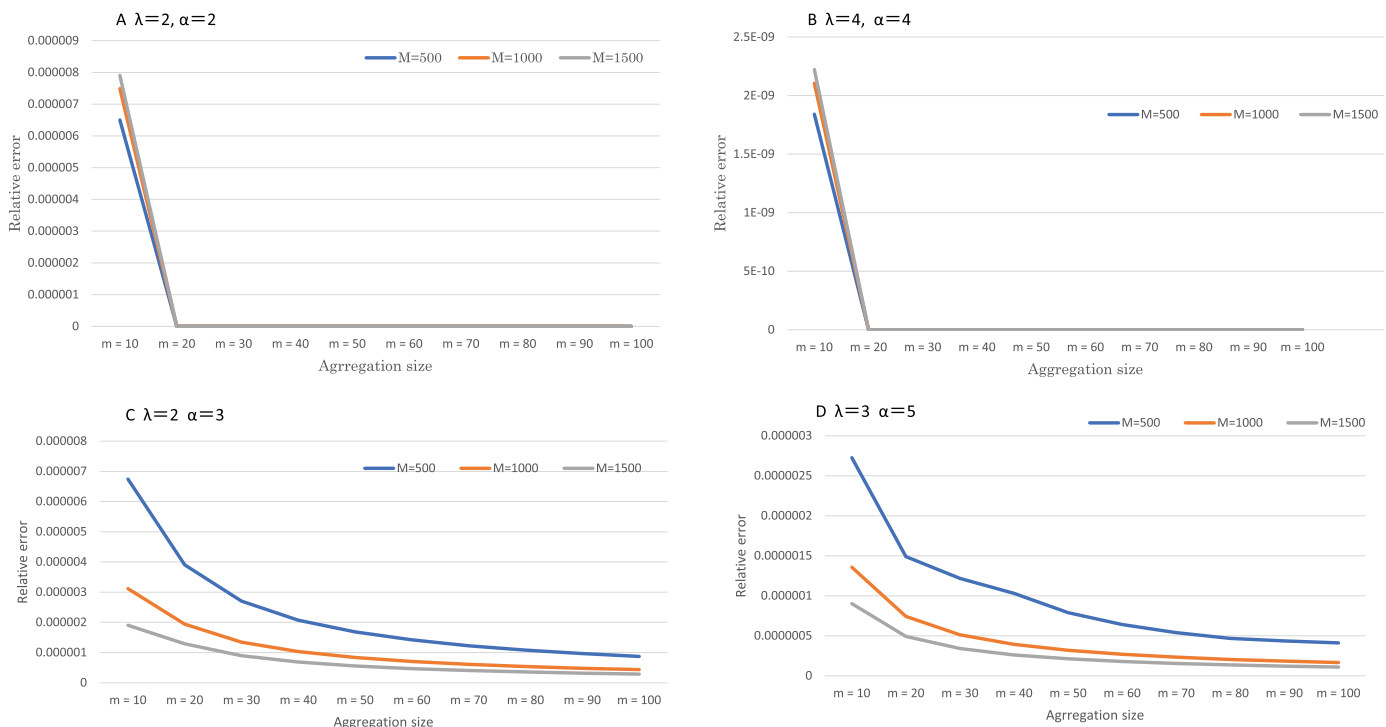 A λ=2, α=2
M=500 M=1000 M=1500
Relative error
0.000009
0.000008
0.000007
0.000006
0.000005
0.000004
0.000003
0.000002
0.000001
0
m = 10 m = 20 m = 30 m = 40 m = 50 m = 60 m = 70 m = 80 m = 90 m = 100
Agrregation size
B λ=4, α=4
M=500 M=1000 M=1500
Relative error
2.5E-09
2E-09
1.5E-09
1E-09
5E-10
0
m = 10 m = 20 m = 30 m = 40 m = 50 m = 60 m = 70 m = 80 m = 90 m = 100
Aggregation size
C λ=2 α=3
M=500 M=1000 M=1500
Relative error
0.000008
0.000007
0.000006
0.000005
0.000004
0.000003
0.000002
0.000001
0
m = 10 m = 20 m = 30 m = 40 m = 50 m = 60 m = 70 m = 80 m = 90 m = 100
Agrregation size
D λ=3 α=5
M=500 M=1000 M=1500
Relative error
0.000003
0.0000025
0.000002
0.0000015
0.000001
0.0000005
0
m = 10 m = 20 m = 30 m = 40 m = 50 m = 60 m = 70 m = 80 m = 90 m = 100
Agrregation size